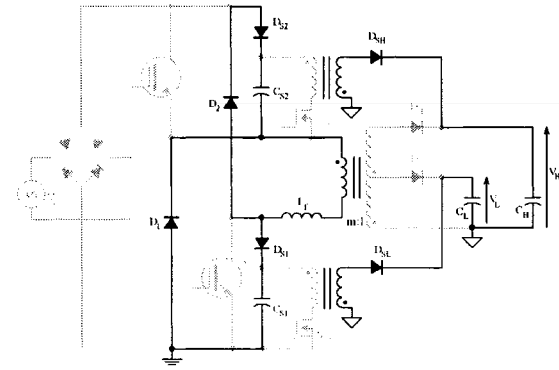 D_S2
D_SH
C_S2
D_2
V_H
V_L
D_1
L_r
m:1
C_L
C_H
D_S1
D_SL
C_S1